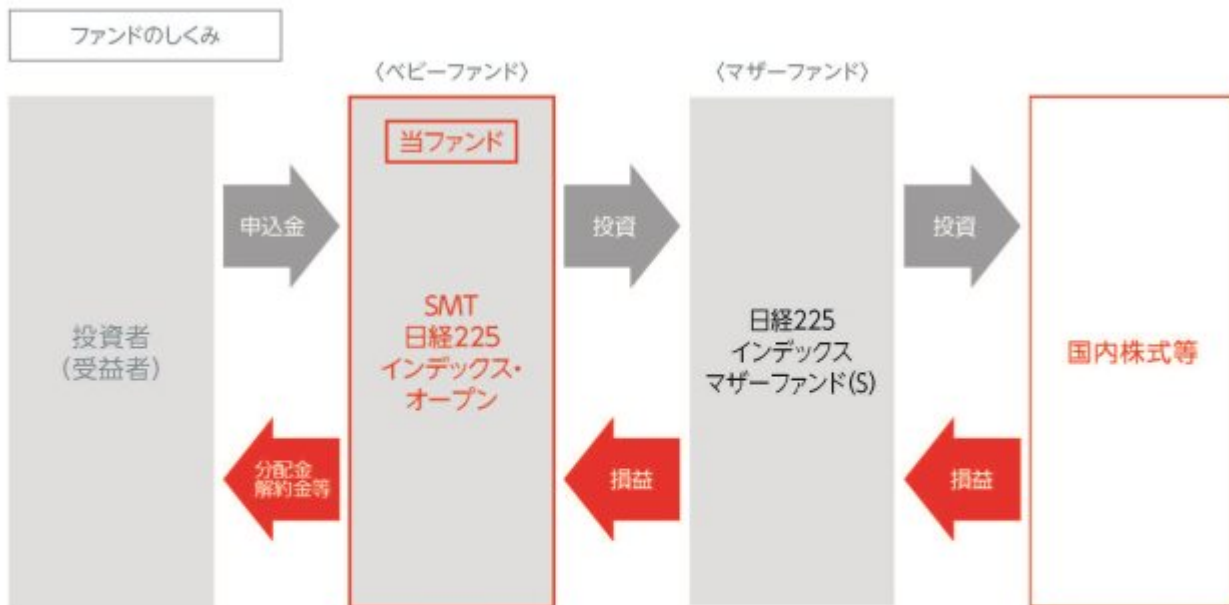 ファンドのしくみ
〈ベビーファンド〉
〈マザーファンド〉
当ファンド
申込金
投資
投資
投資者
(受益者)
SMT
日経225
インデックス・
オープン
日経225
インデックス
マザーファンド(S)
国内株式等
分配金
解約金等
損益
損益